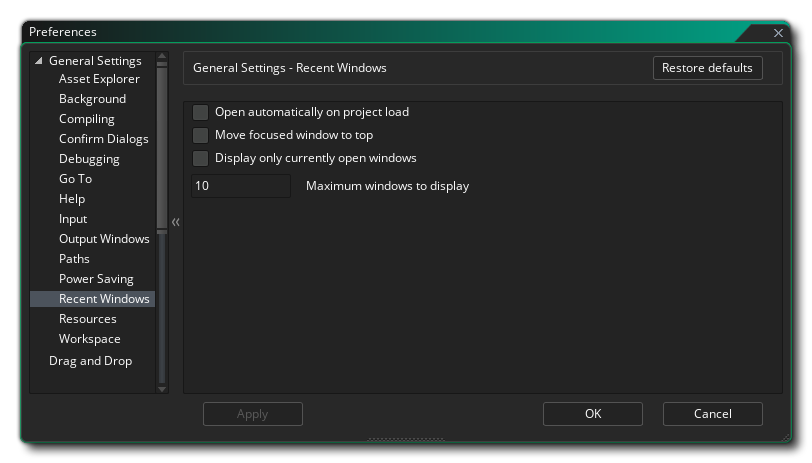 Preferences
General Settings
Asset Explorer
Background
Compiling
Confirm Dialogs
Debugging
Go To
Help
Input
Output Windows
Paths
Power Saving
Recent Windows
Resources
Workspace
Drag and Drop
General Settings - Recent Windows
Restore defaults
Open automatically on project load
Move focused window to top
Display only currently open windows
10 Maximum windows to display
Apply OK Cancel